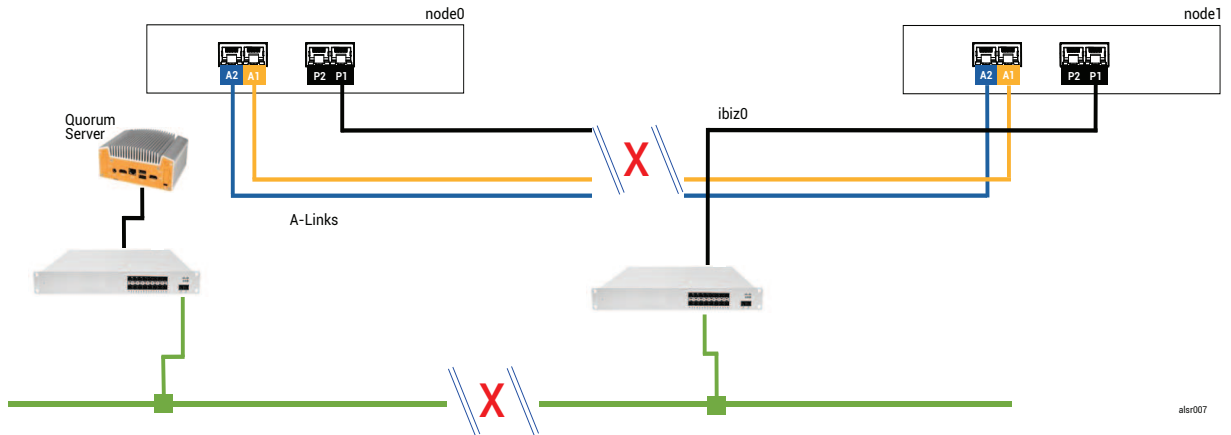 node0
node1
A2 A1 P2 P1
A2 A1 P2 P1
Quorum
Server
ibiz0
X
A-Links
X
alsr007